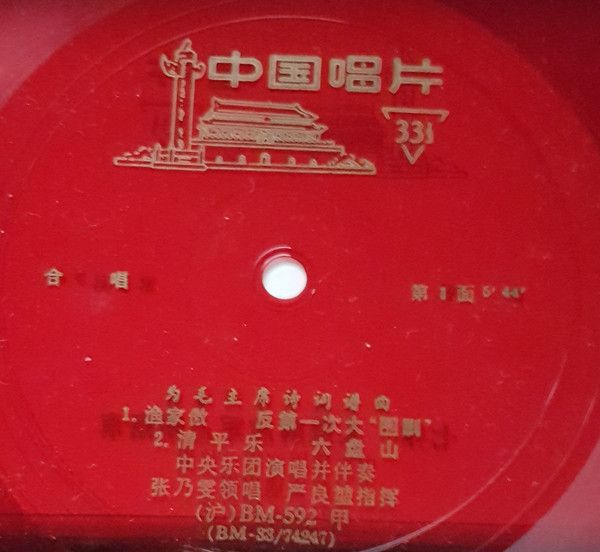 中国唱片
33⅓
合 唱
第 1 面 5′ 44″
为毛主席诗词谱曲
1. 渔家傲 反第一次大“围剿”
2. 清平乐 六盘山
中央乐团演唱并伴奏
张乃雯领唱 严良堃指挥
(沪)BM-592 甲
(BM-33/74247)